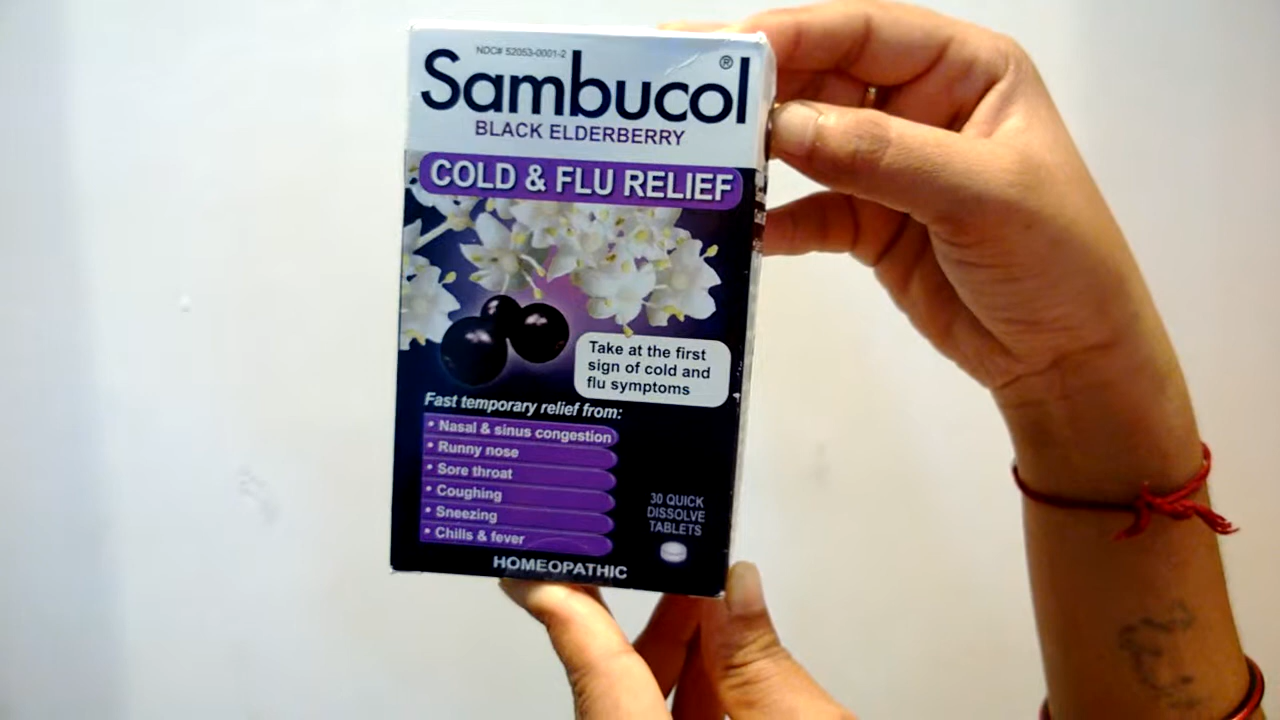 NDC# 52053-0001-2
Sambucol®
BLACK ELDERBERRY
COLD & FLU RELIEF
Take at the first
sign of cold and
flu symptoms
Fast temporary relief from:
• Nasal & sinus congestion
• Runny nose
• Sore throat
• Coughing
• Sneezing
• Chills & fever
30 QUICK
DISSOLVE
TABLETS
HOMEOPATHIC